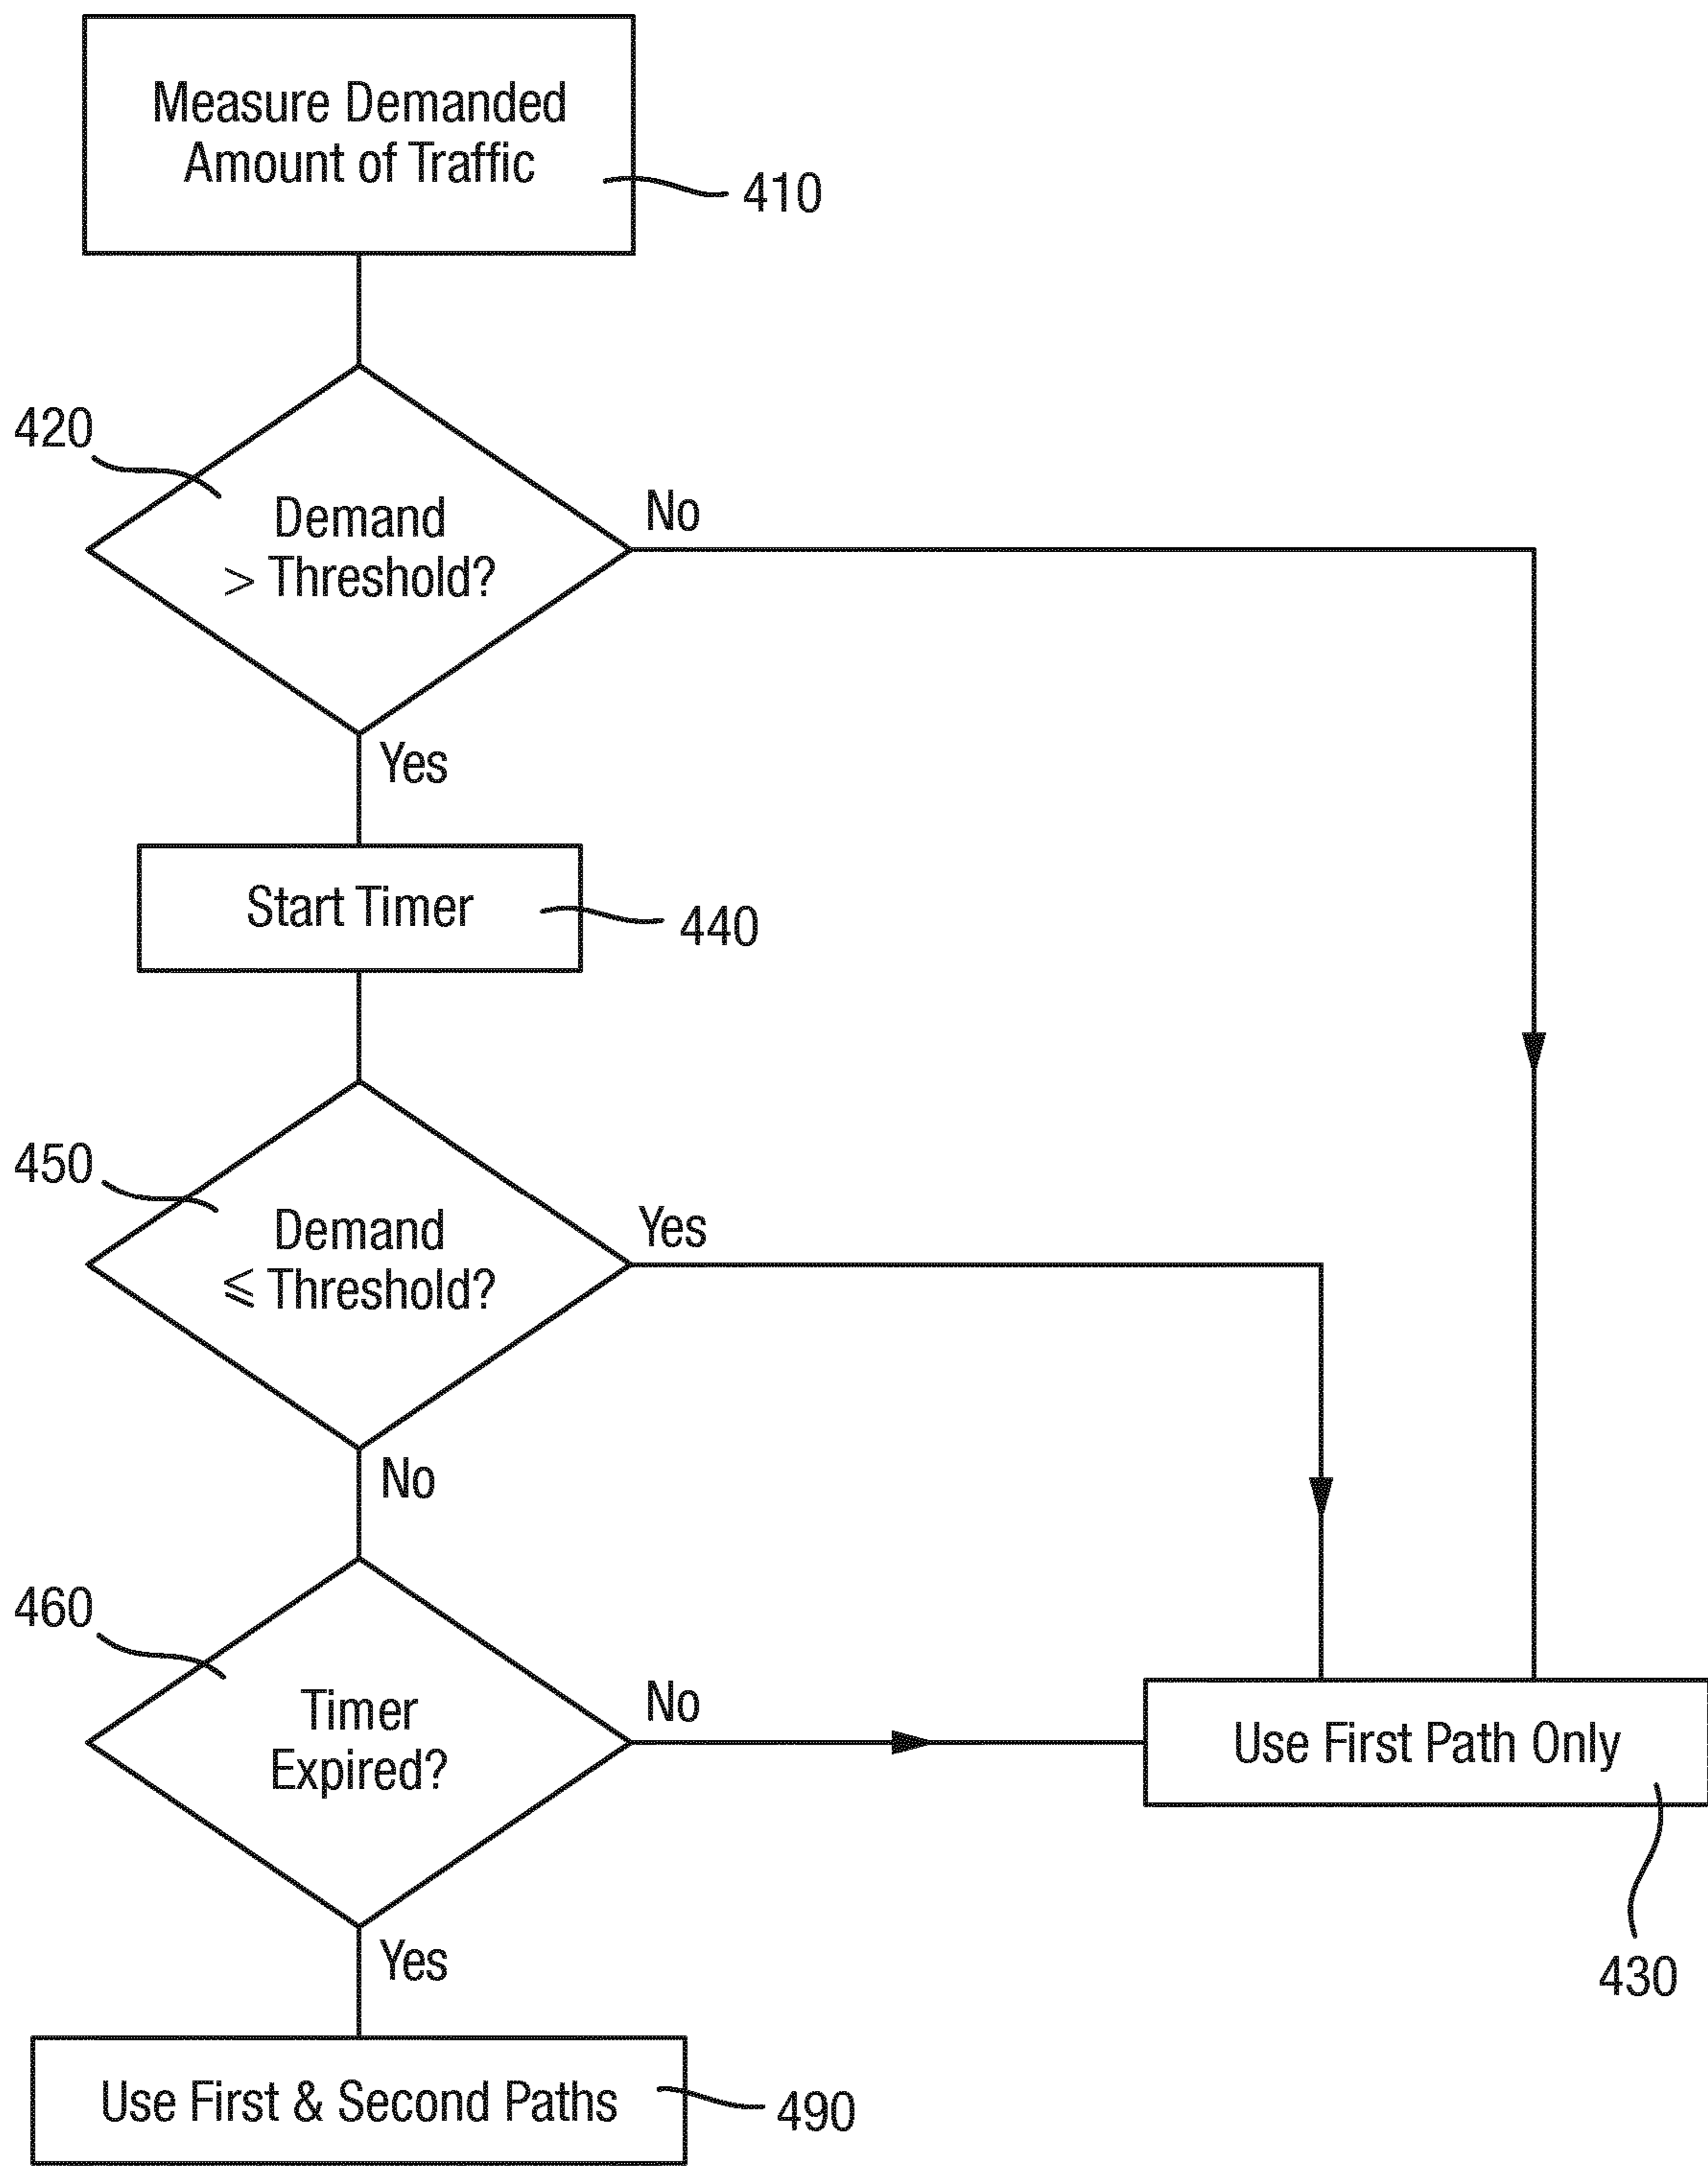 Measure Demanded
Amount of Traffic
410
420
Demand
> Threshold?
No
Yes
Start Timer
440
450
Demand
⩽ Threshold?
Yes
No
460
Timer
Expired?
No
Use First Path Only
430
Yes
Use First & Second Paths
490